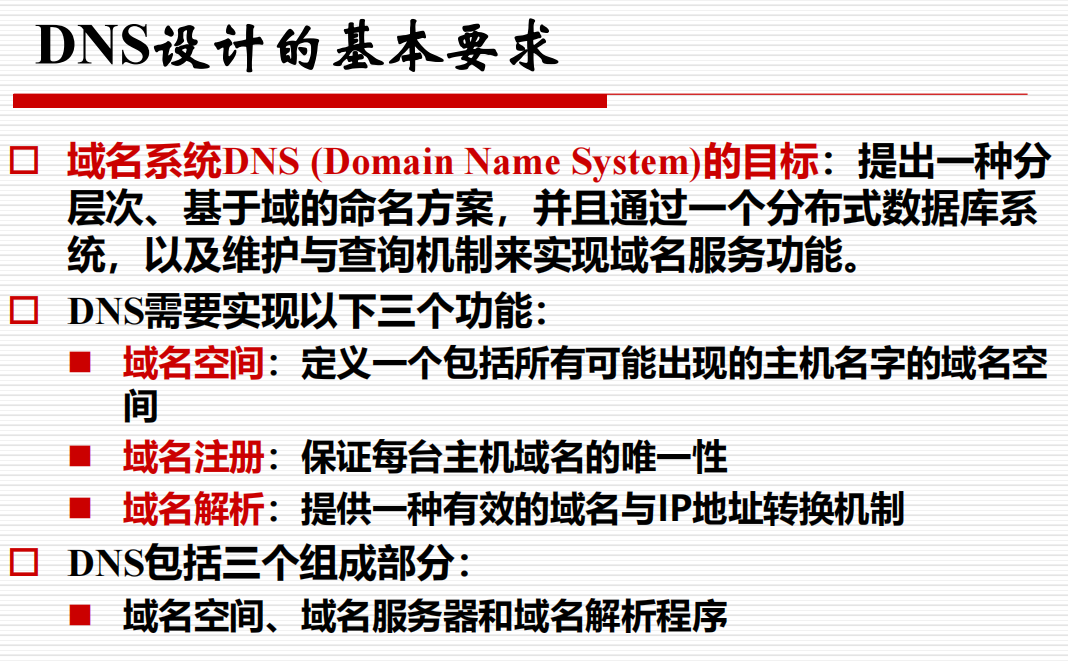 DNS设计的基本要求
域名系统DNS (Domain Name System)的目标：提出一种分
层次、基于域的命名方案，并且通过一个分布式数据库系
统，以及维护与查询机制来实现域名服务功能。
DNS需要实现以下三个功能：
域名空间：定义一个包括所有可能出现的主机名字的域名空
间
域名注册：保证每台主机域名的唯一性
域名解析：提供一种有效的域名与IP地址转换机制
DNS包括三个组成部分：
域名空间、域名服务器和域名解析程序